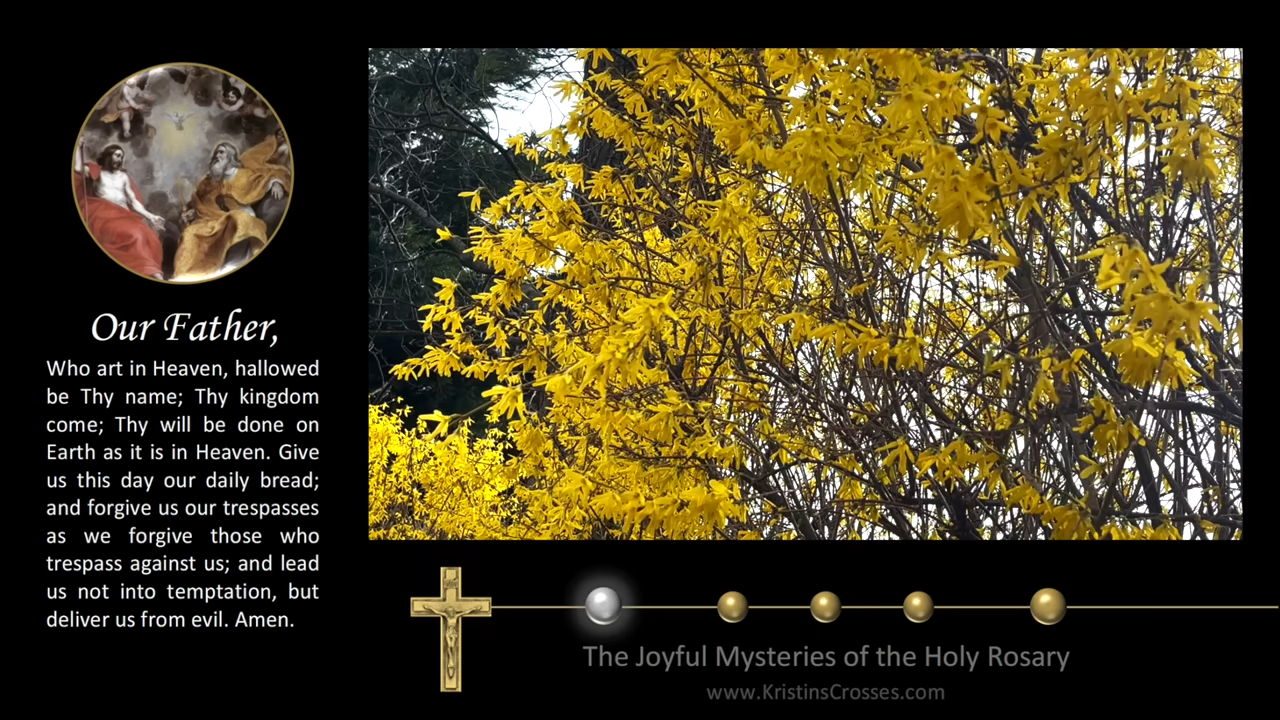 Our Father,
Who art in Heaven, hallowed
be Thy name; Thy kingdom
come; Thy will be done on
Earth as it is in Heaven. Give
us this day our daily bread;
and forgive us our trespasses
as we forgive those who
trespass against us; and lead
us not into temptation, but
deliver us from evil. Amen.
The Joyful Mysteries of the Holy Rosary
www.KristinsCrosses.com